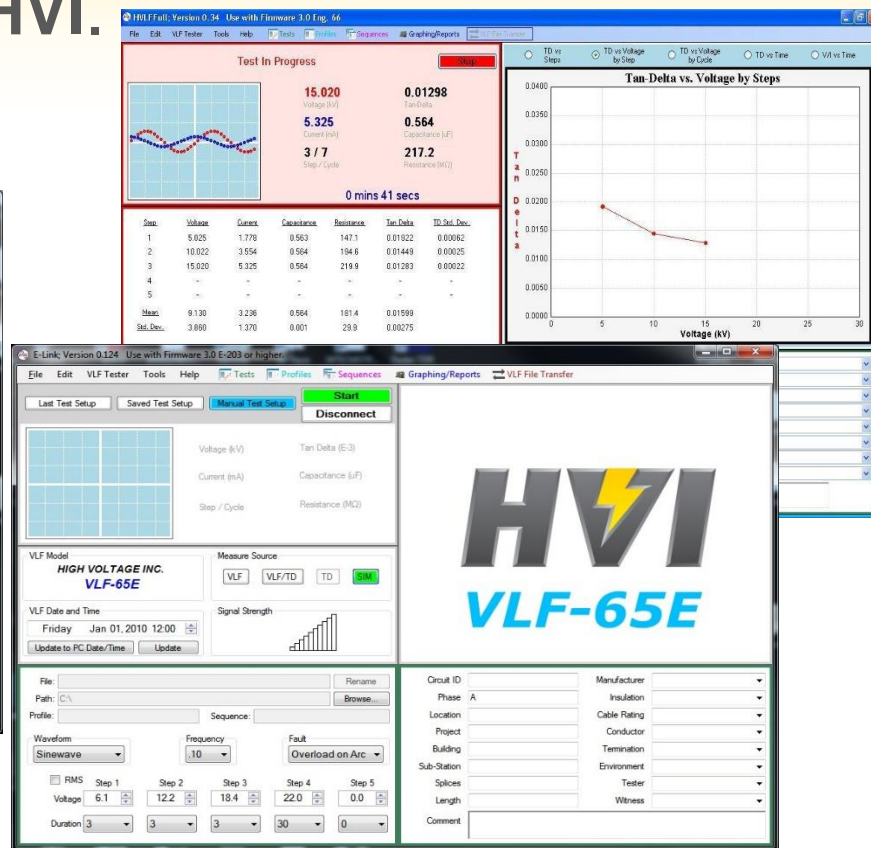 HVI.
HVLFFull; Version 0.34 Use with Firmware 3.0 Eng. 66
File Edit VLF Tester Tools Help Tests Profiles Sequences Graphing/Reports VLF File Transfer
Test In Progress
Stop
15.020
Voltage (kV)
0.01298
Tan-Delta
5.325
Current (mA)
0.564
Capacitance (uF)
3 / 7
Step / Cycle
217.2
Resistance (MΩ)
0 mins 41 secs
Step Voltage Current Capacitance Resistance Tan Delta TD Std. Dev.
1 5.025 1.778 0.563 147.1 0.01922 0.00062
2 10.022 3.554 0.564 194.6 0.01449 0.00025
3 15.020 5.325 0.564 219.9 0.01283 0.00022
4 - - - - - -
5 - - - - - -
Mean 9.130 3.236 0.564 181.4 0.01599
Std. Dev. 3.860 1.370 0.001 29.9 0.00275
TD vs Steps
TD vs Voltage by Step
TD vs Voltage by Cycle
TD vs Time
V/I vs Time
Tan-Delta vs. Voltage by Steps
Tan Delta
0.0400
0.0350
0.0300
0.0250
0.0200
0.0150
0.0100
0.0050
0.0000
0 5 10 15 20 25 30
Voltage (kV)
E-Link; Version 0.124 Use with Firmware 3.0 E-203 or higher.
File Edit VLF Tester Tools Help Tests Profiles Sequences Graphing/Reports VLF File Transfer
Last Test Setup Saved Test Setup Manual Test Setup Start
Disconnect
Voltage (kV) Tan Delta (E-3)
Current (mA) Capacitance (uF)
Step / Cycle Resistance (MΩ)
VLF Model
HIGH VOLTAGE INC.
VLF-65E
Measure Source
VLF VLF/TD TD SIM
VLF Date and Time
Friday Jan 01, 2010 12:00
Update to PC Date/Time Update
Signal Strength
HVI
VLF-65E
File: Rename
Path: C:\ Browse...
Profile: Sequence:
Waveform Frequency Fault
Sinewave .10 Overload on Arc
RMS Step 1 Step 2 Step 3 Step 4 Step 5
Voltage 6.1 12.2 18.4 22.0 0.0
Duration 3 3 3 30 0
Circuit ID Manufacturer
Phase A Insulation
Location Cable Rating
Project Conductor
Building Termination
Sub-Station Environment
Splices Tester
Length Witness
Comment